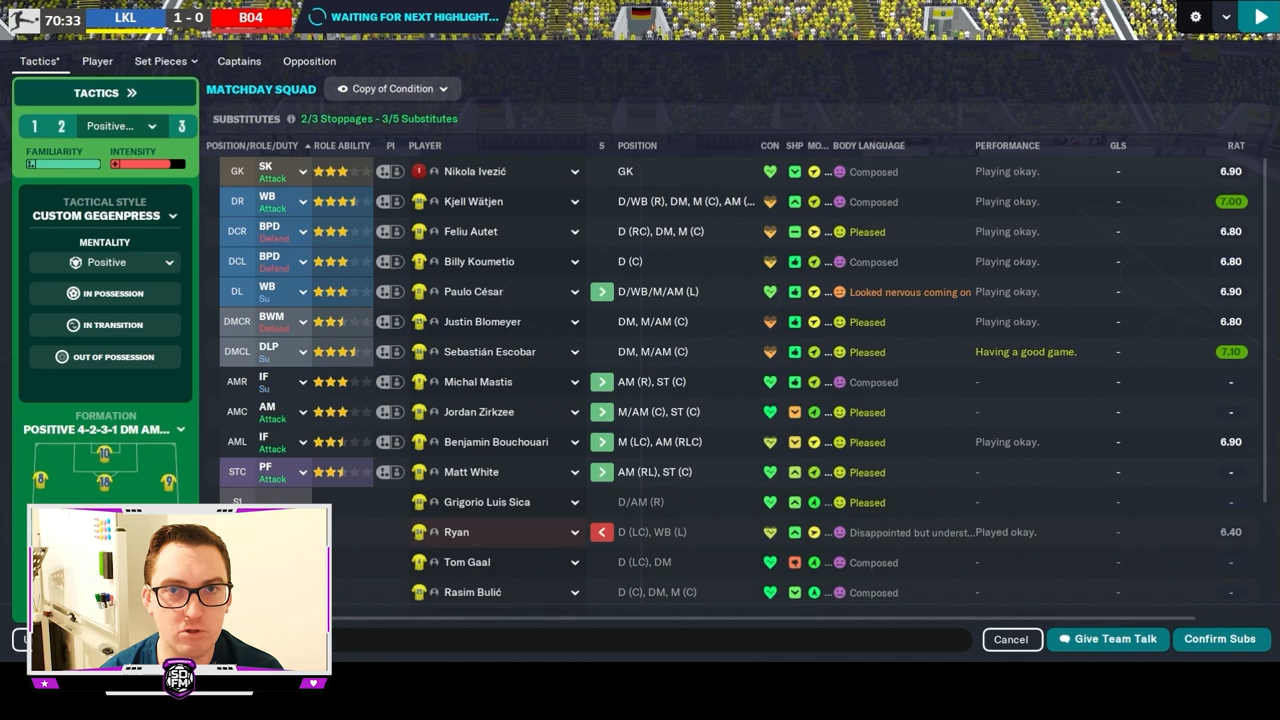 70:33 LKL 1 - 0 B04 WAITING FOR NEXT HIGHLIGHT...
Tactics* Player Set Pieces Captains Opposition
TACTICS
MATCHDAY SQUAD Copy of Condition
1 2 Positive... 3
SUBSTITUTES 2/3 Stoppages - 3/5 Substitutes
FAMILIARITY INTENSITY
POSITION/ROLE/DUTY ROLE ABILITY PI PLAYER S POSITION CON SHP MO... BODY LANGUAGE PERFORMANCE GLS RAT
GK SK Attack 1 Nikola Ivezić GK Composed Playing okay. - 6.90
DR WB Attack Kjell Wätjen D/WB (R), DM, M (C), AM (... Composed Playing okay. - 7.00
DCR BPD Defend Feliu Autet D (RC), DM, M (C) Pleased Playing okay. - 6.80
DCL BPD Defend Billy Koumetio D (C) Composed Playing okay. - 6.80
DL WB Su Paulo César D/WB/M/AM (L) ... Looked nervous coming on Playing okay. - 6.90
DMCR BWM Defend Justin Blomeyer DM, M/AM (C) Pleased Playing okay. - 6.80
DMCL DLP Su Sebastián Escobar DM, M/AM (C) Pleased Having a good game. - 7.10
AMR IF Su Michal Mastis AM (R), ST (C) Composed - - -
AMC AM Attack Jordan Zirkzee M/AM (C), ST (C) Pleased - - -
AML IF Attack Benjamin Bouchouari M (LC), AM (RLC) Pleased Playing okay. - 6.90
STC PF Attack Matt White AM (RL), ST (C) Pleased - - -
S1 Grigorio Luis Sica D/AM (R) Pleased - - -
Ryan D (LC), WB (L) Disappointed but underst... Played okay. - 6.40
Tom Gaal D (LC), DM Composed - - -
Rasim Bulić D (C), DM, M (C) Composed - - -
TACTICAL STYLE
CUSTOM GEGENPRESS
MENTALITY
Positive
IN POSSESSION
IN TRANSITION
OUT OF POSSESSION
FORMATION
POSITIVE 4-2-3-1 DM AM...
10
8 18 9
Cancel Give Team Talk Confirm Subs
SDFM